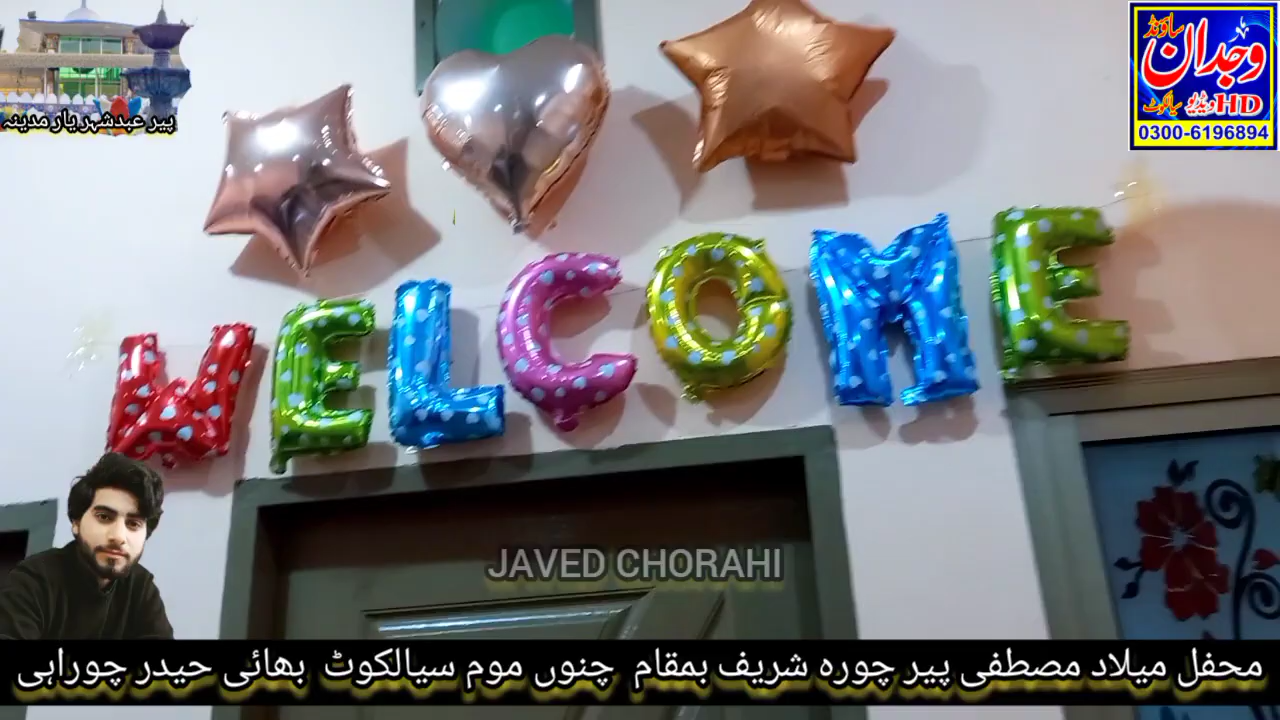 وجدان
ساؤنڈ
HD ویڈیو سیالکوٹ
0300-6196894
پیر عبدشہر یار مدینہ
WELCOME
JAVED CHORAHI
محفل میلاد مصطفی پیر چورہ شریف بمقام چنوں موم سیالکوٹ بھائی حیدر چوراہی